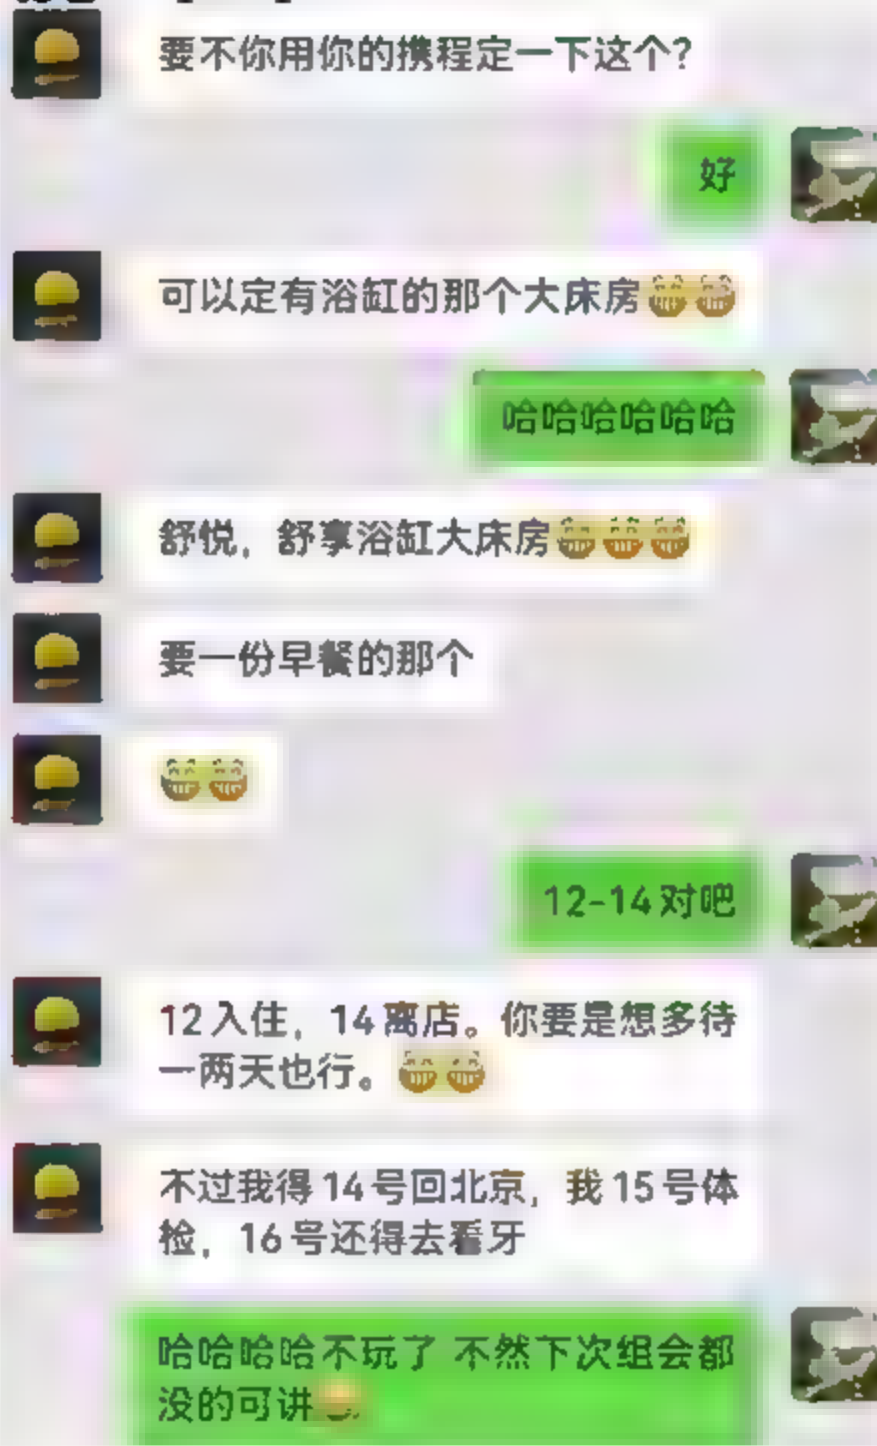 要不你用你的携程定一下这个？
好
可以定有浴缸的那个大床房😁😁
哈哈哈哈哈哈
舒悦，舒享浴缸大床房😁😁😁
要一份早餐的那个
😁😁
12-14对吧
12入住，14离店。你要是想多待
一两天也行。😁😁
不过我得14号回北京，我15号体
检，16号还得去看牙
哈哈哈哈不玩了 不然下次组会都
没的可讲